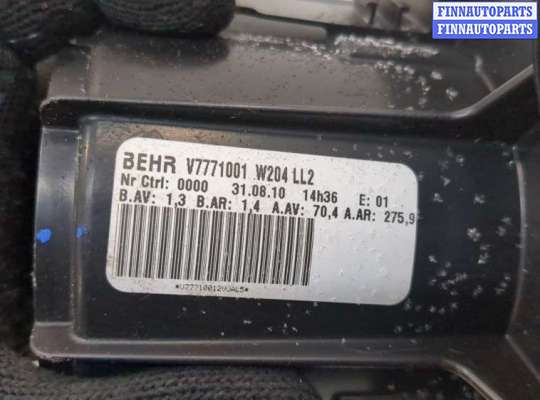 FINNAUTOPARTS
FINNAUTOPARTS
BEHR V7771001 W204 LL2
Nr Ctrl: 0000 31.08.10 14h36 E: 01
B.AV: 1,3 B.AR: 1,4 A.AV: 70,4 A.AR: 275,9